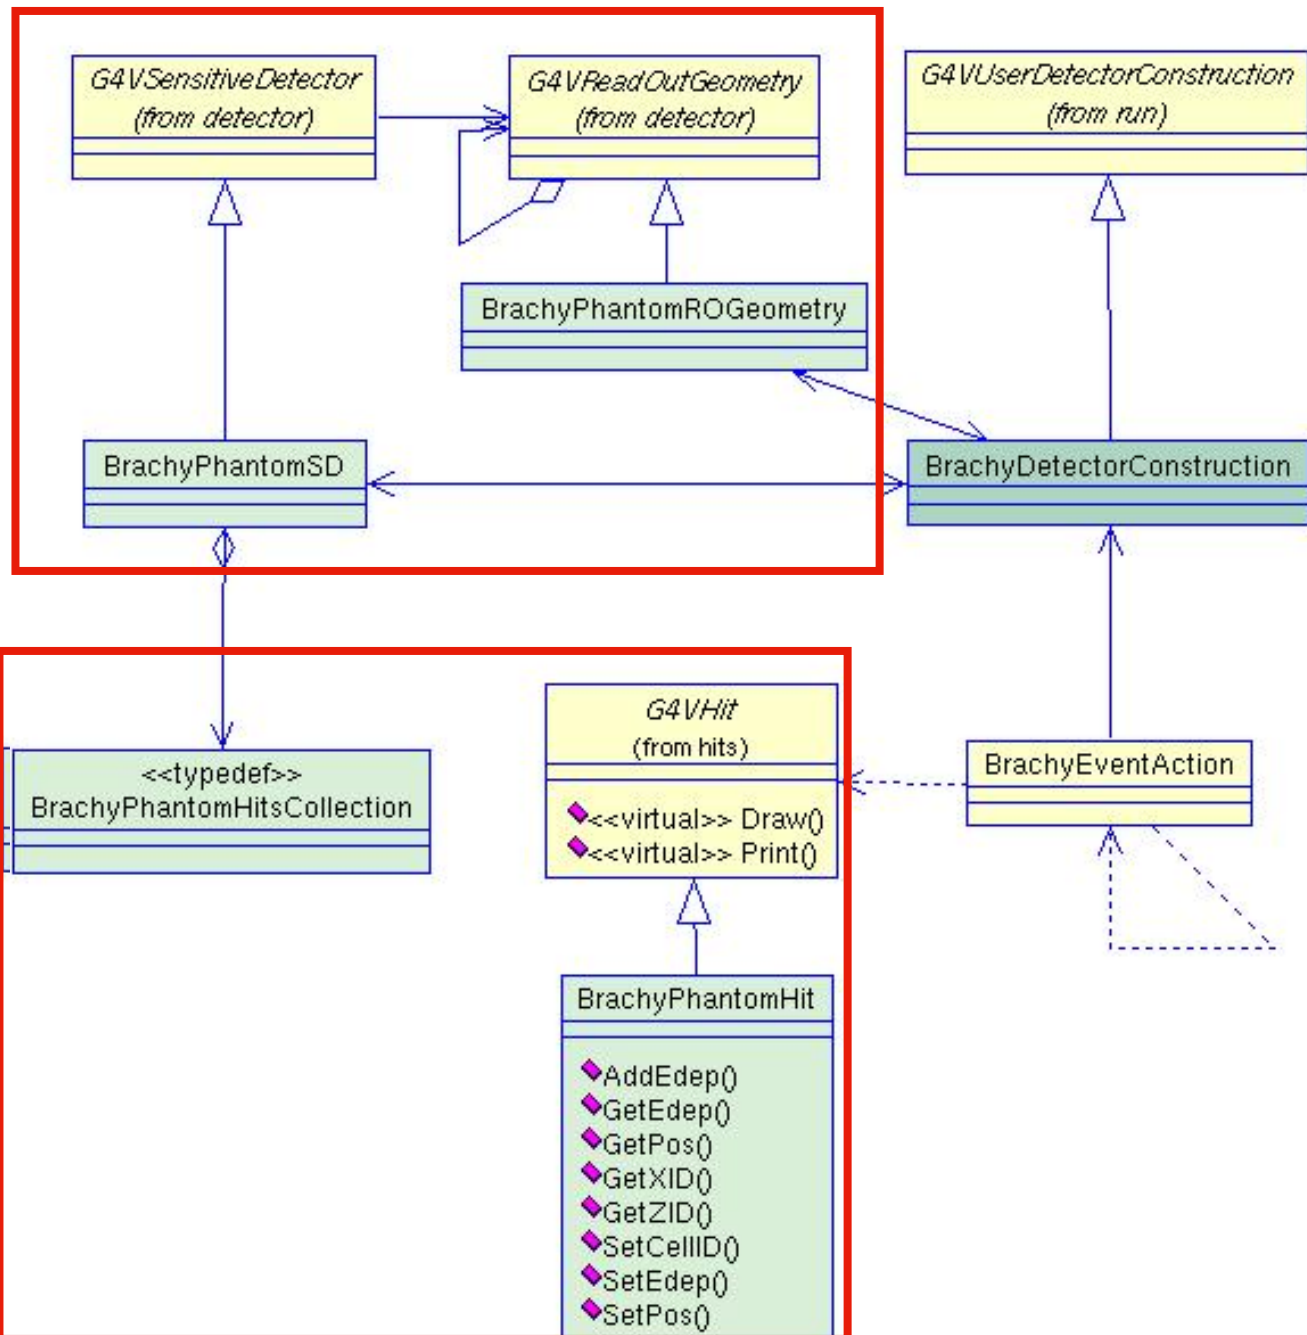 G4VSensitiveDetector
(from detector)
G4VReadOutGeometry
(from detector)
G4VUserDetectorConstruction
(from run)
BrachyPhantomROGeometry
BrachyPhantomSD
BrachyDetectorConstruction
<<typedef>>
BrachyPhantomHitsCollection
G4VHit
(from hits)
<<virtual>> Draw()
<<virtual>> Print()
BrachyEventAction
BrachyPhantomHit
AddEdep()
GetEdep()
GetPos()
GetXID()
GetZID()
SetCellID()
SetEdep()
SetPos()